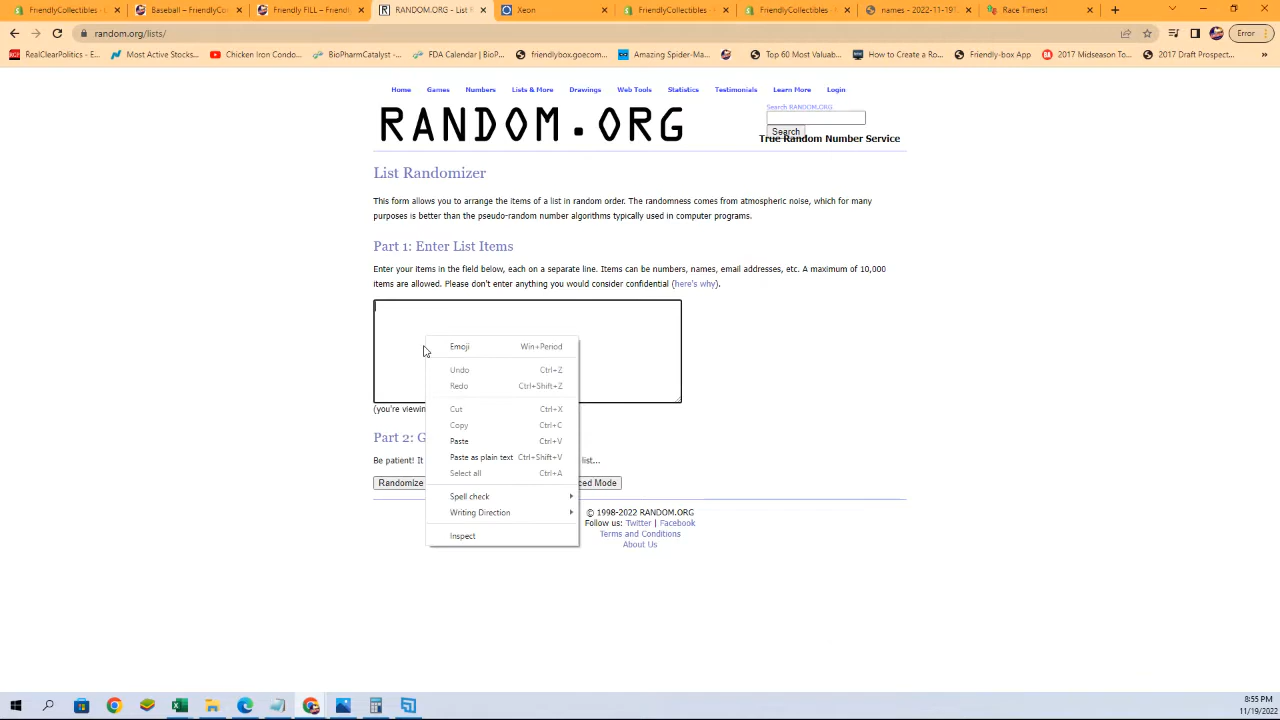 FriendlyCollectibles - L
Baseball – FriendlyCo
Friendly FILL – Friendly
RANDOM.ORG - List R
Xeon
FriendlyCollectibles
FriendlyCollectibles
names - 2022-11-19
Race Timers!
random.org/lists/
Error
RealClearPolitics - E...
Most Active Stocks...
Chicken Iron Condo...
BioPharmCatalyst -...
FDA Calendar | BioP...
friendlybox.goecom...
Amazing Spider-Ma...
Top 60 Most Valuab...
How to Create a Ro...
Friendly-box App
2017 Midseason To...
2017 Draft Prospect...
»
Home Games Numbers Lists & More Drawings Web Tools Statistics Testimonials Learn More Login
Search RANDOM.ORG
RANDOM.ORG
Search
True Random Number Service
List Randomizer
This form allows you to arrange the items of a list in random order. The randomness comes from atmospheric noise, which for many
purposes is better than the pseudo-random number algorithms typically used in computer programs.
Part 1: Enter List Items
Enter your items in the field below, each on a separate line. Items can be numbers, names, email addresses, etc. A maximum of 10,000
items are allowed. Please don't enter anything you would consider confidential (here's why).
Emoji Win+Period
Undo Ctrl+Z
Redo Ctrl+Shift+Z
Cut Ctrl+X
Copy Ctrl+C
Paste Ctrl+V
Paste as plain text Ctrl+Shift+V
Select all Ctrl+A
Spell check
Writing Direction
Inspect
(you're viewin
Part 2: G
Be patient! It list...
Randomize ced Mode
© 1998-2022 RANDOM.ORG
Follow us: Twitter | Facebook
Terms and Conditions
About Us
8:55 PM
11/19/2022